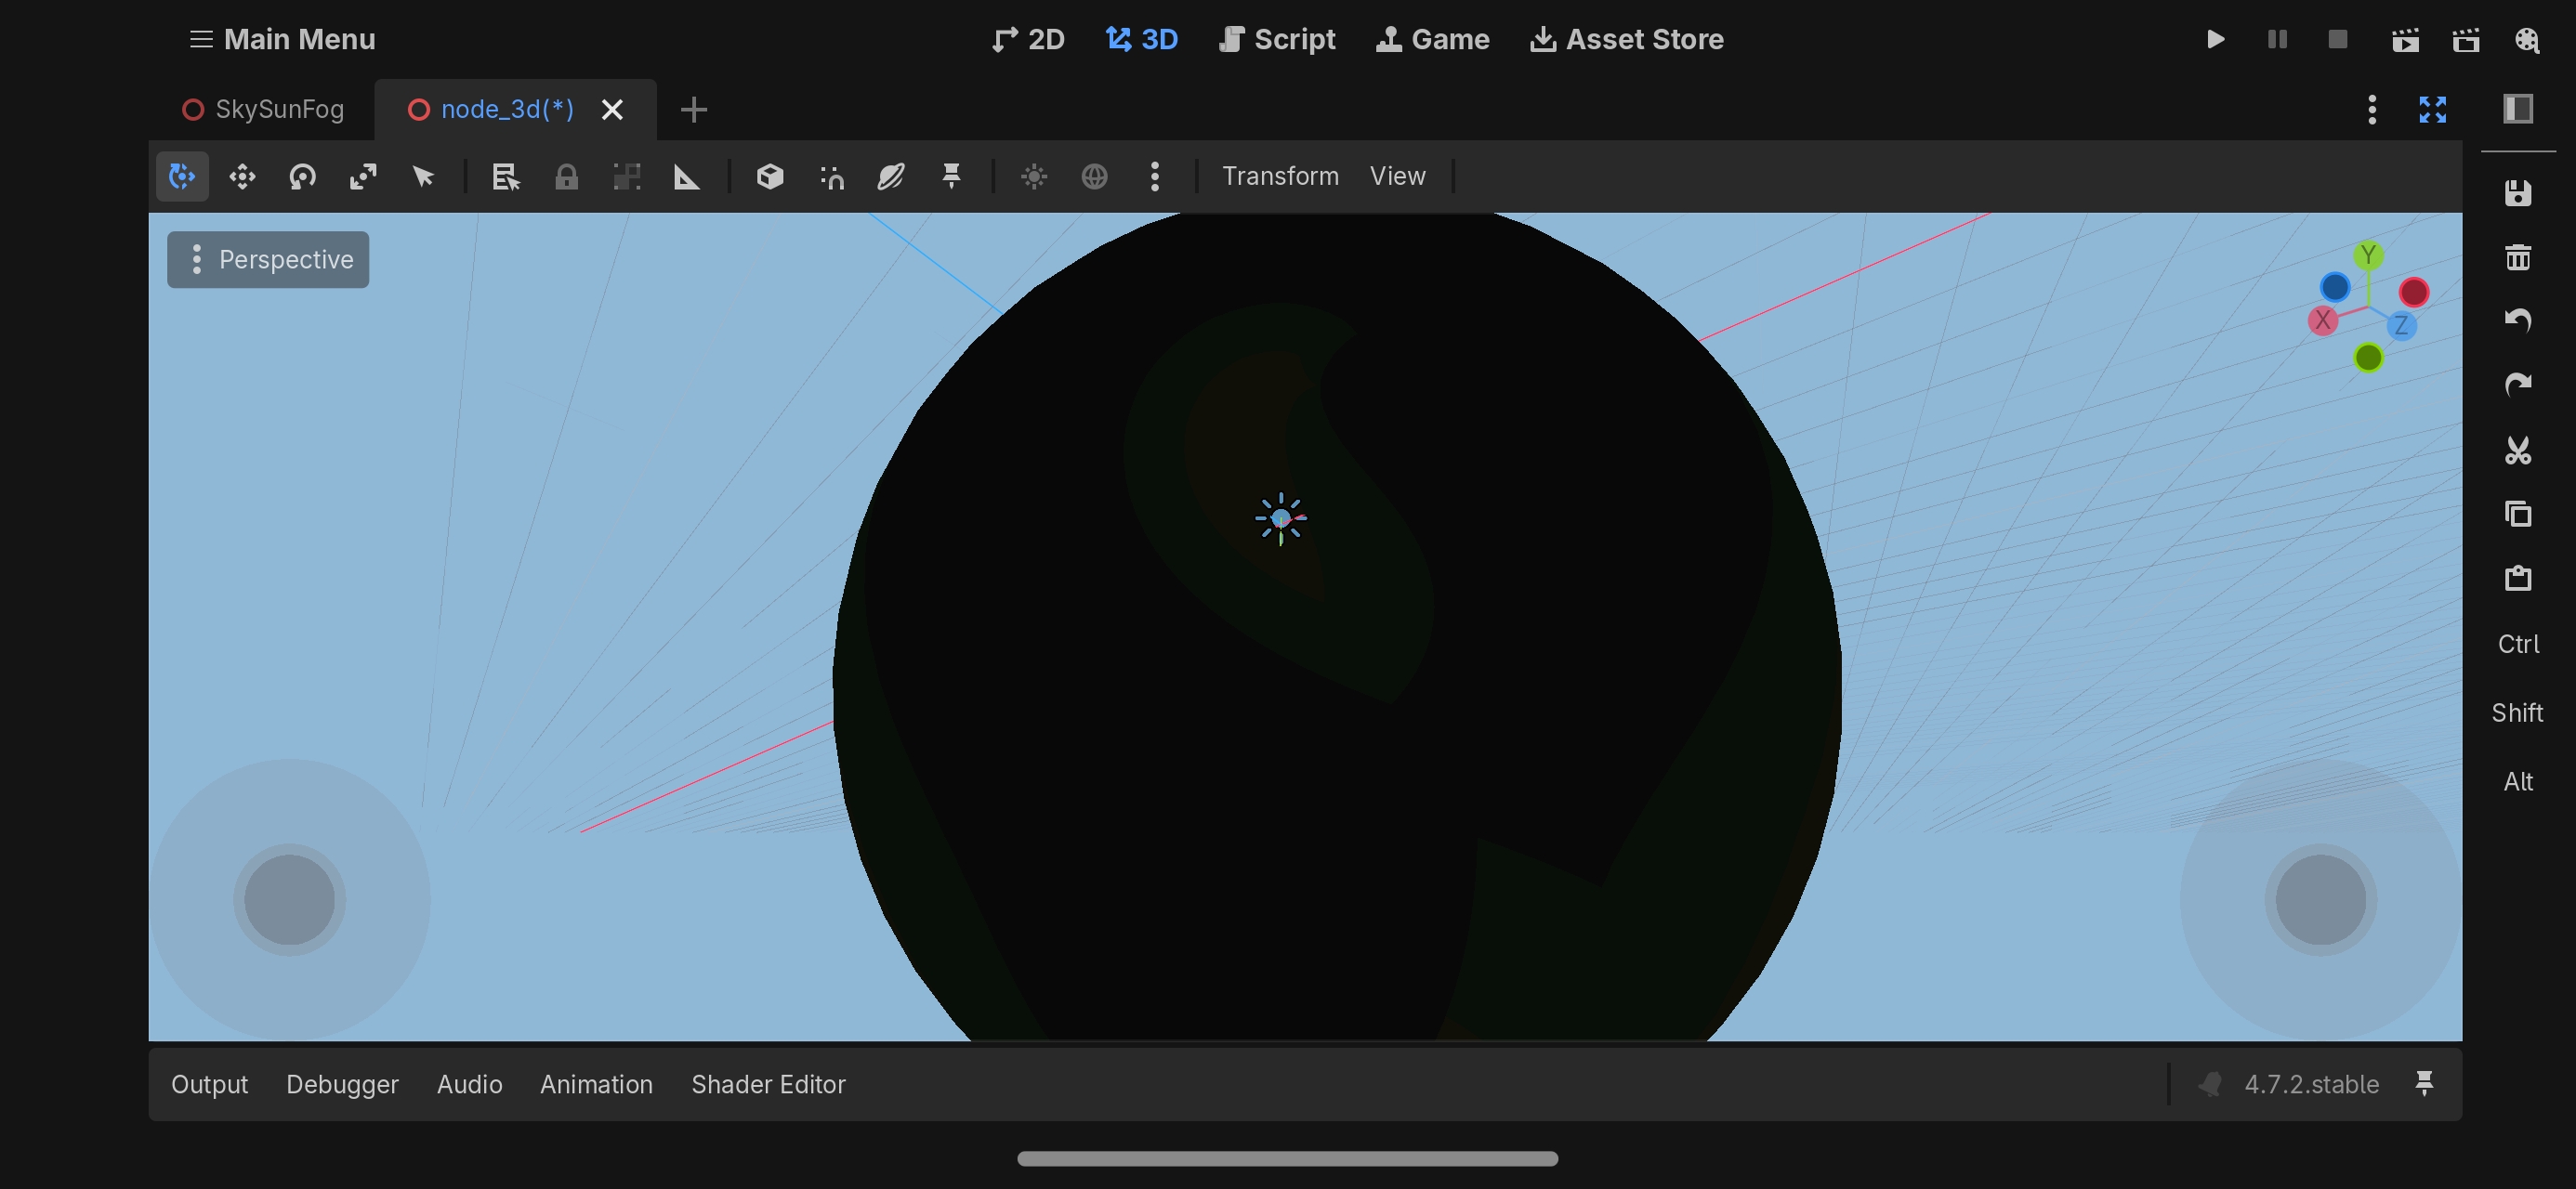 Main Menu
2D
3D
Script
Game
Asset Store
SkySunFog
node_3d(*)
Transform
View
Perspective
Y
X
Z
Ctrl
Shift
Alt
Output
Debugger
Audio
Animation
Shader Editor
4.7.2.stable